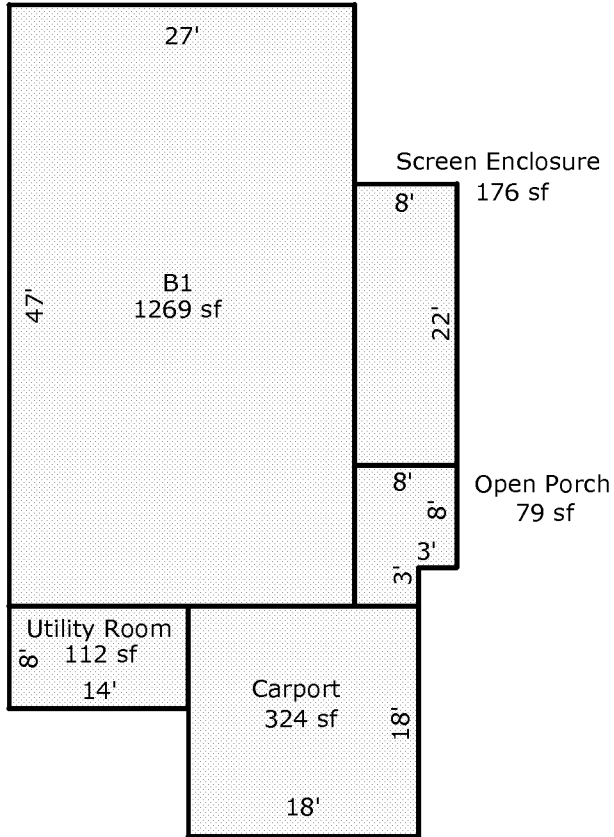 27'
Screen Enclosure
176 sf
8'
B1
1269 sf
47'
22'
8'
Open Porch
79 sf
8'
3'
3'
Utility Room
112 sf
8'
14'
Carport
324 sf
18'
18'